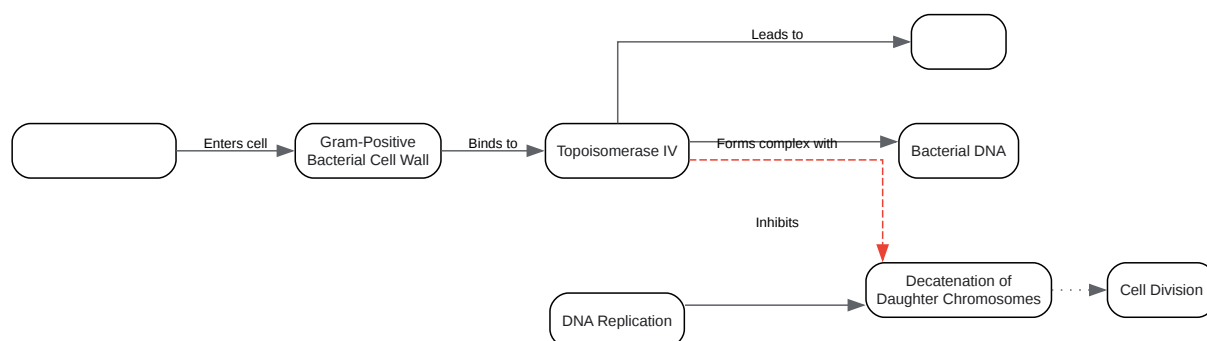 Leads to
Enters cell
Gram-Positive
Bacterial Cell Wall
Binds to
Topoisomerase IV
Forms complex with
Bacterial DNA
Inhibits
Decatenation of
Daughter Chromosomes
Cell Division
DNA Replication